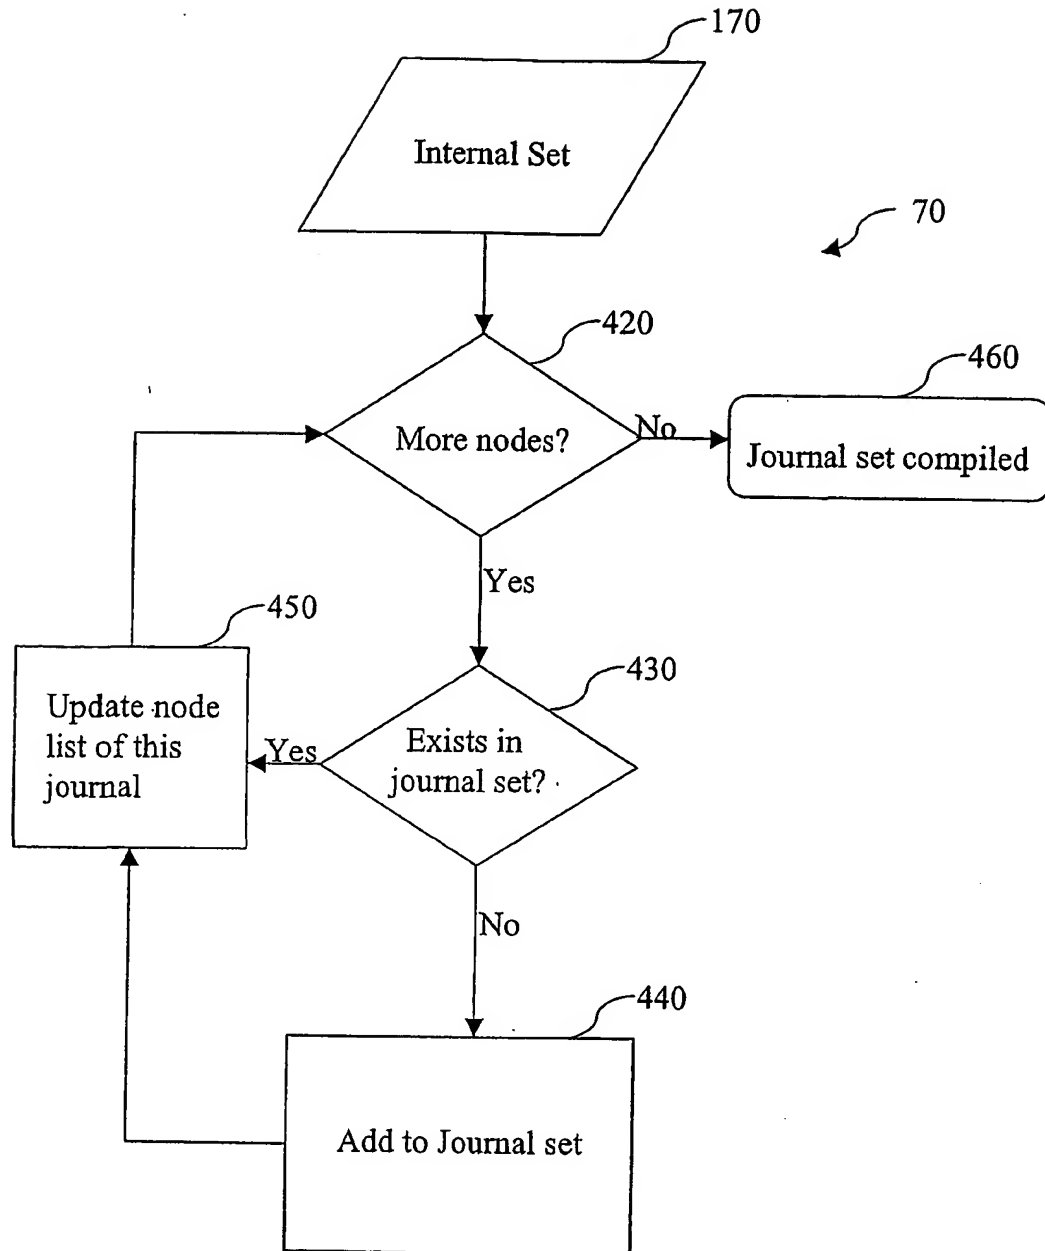 170
Internal Set
70
420
460
More nodes?
No
Journal set compiled
Yes
450
430
Update node
list of this
journal
Yes
Exists in
journal set?
No
440
Add to Journal set